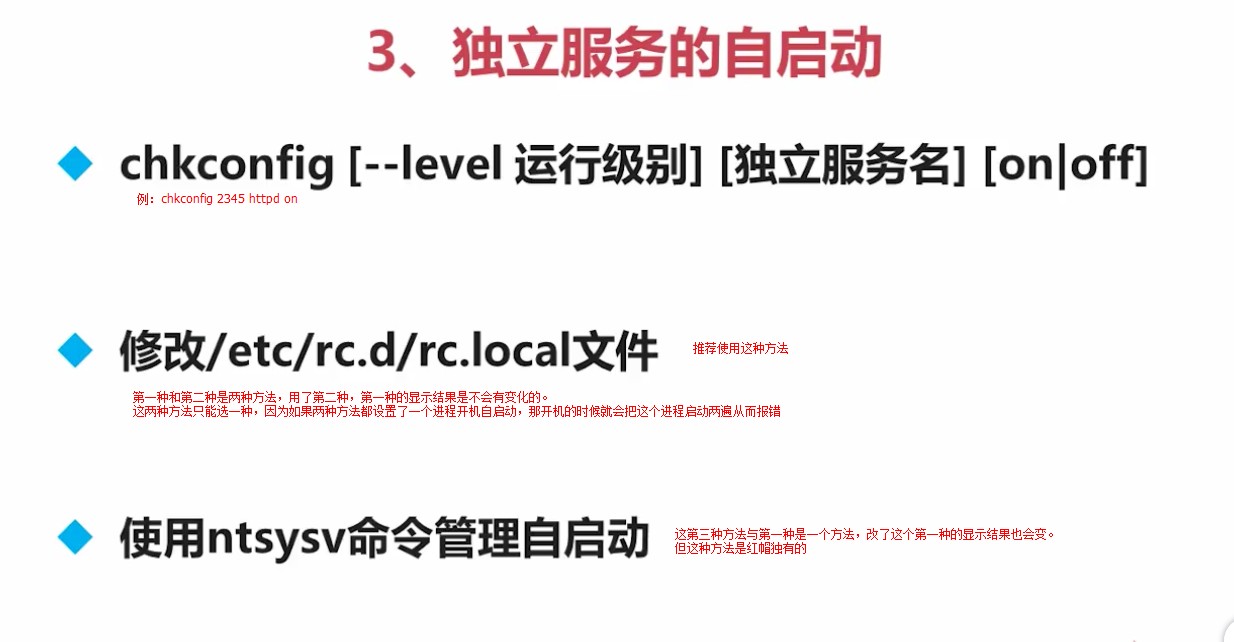 3、独立服务的自启动
chkconfig [--level 运行级别] [独立服务名] [on|off]
例：chkconfig 2345 httpd on
修改/etc/rc.d/rc.local文件
推荐使用这种方法
第一种和第二种是两种方法，用了第二种，第一种的显示结果是不会有变化的。
这两种方法只能选一种，因为如果两种方法都设置了一个进程开机自启动，那开机的时候就会把这个进程启动两遍从而报错
使用ntsysv命令管理自启动
这第三种方法与第一种是一个方法，改了这个第一种的显示结果也会变。
但这种方法是红帽独有的